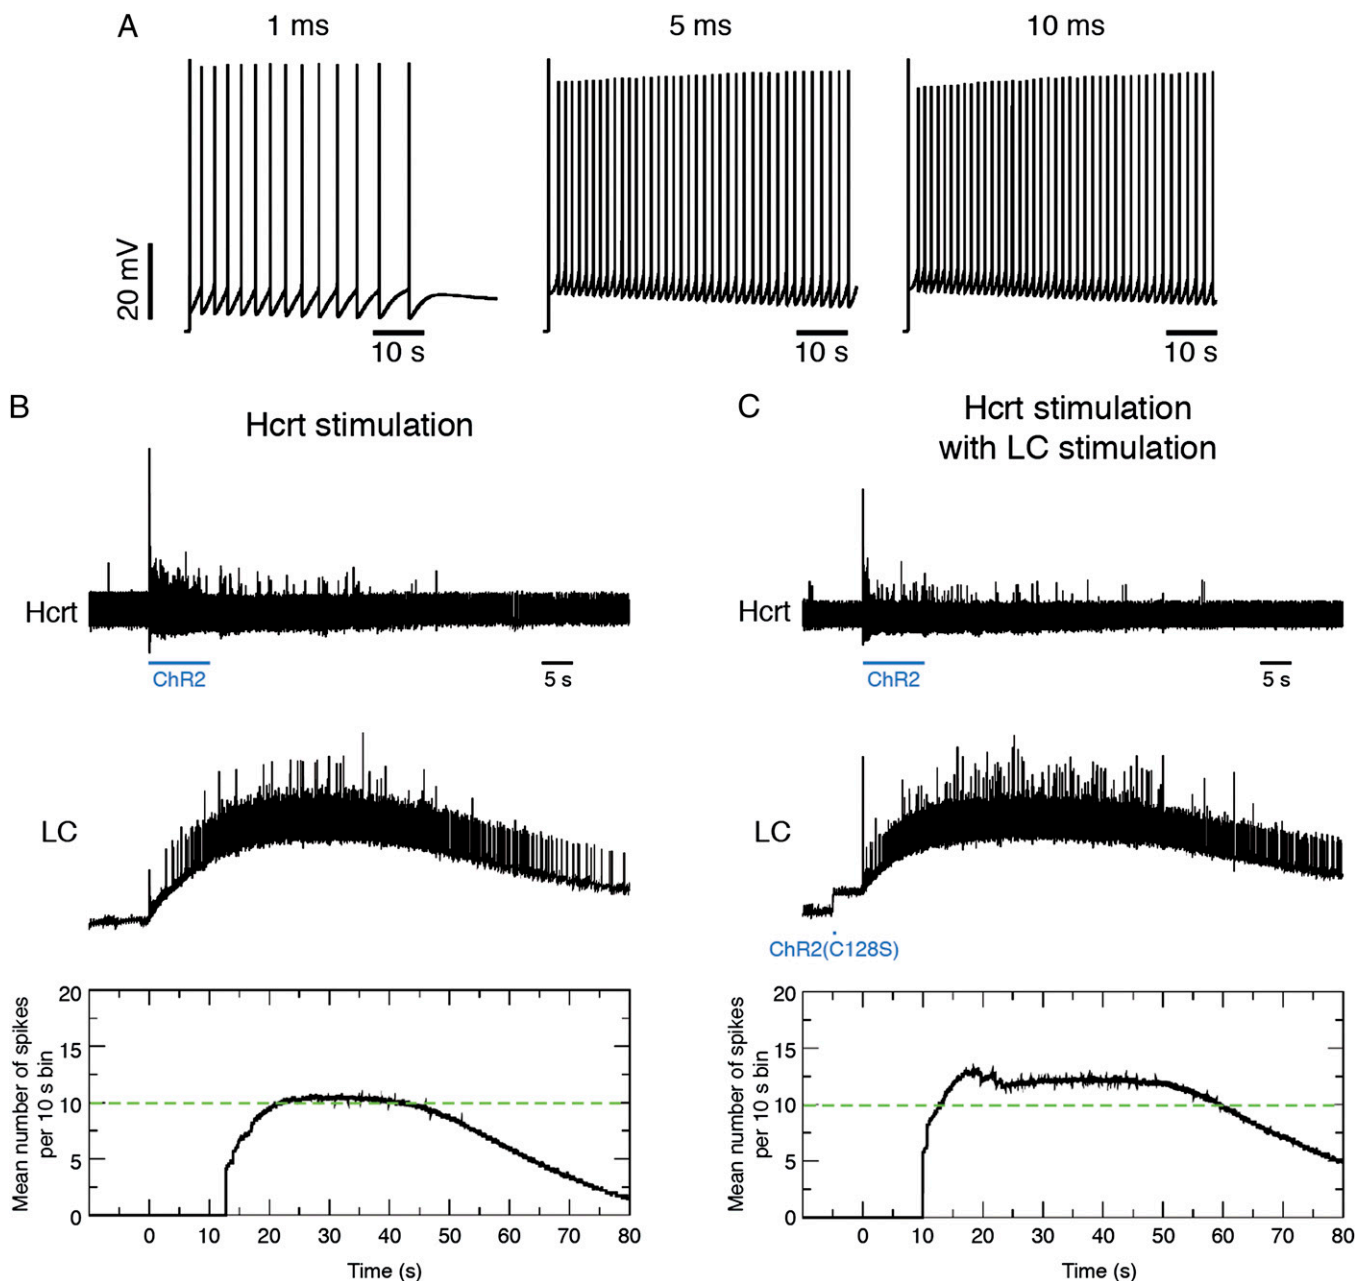 A
1 ms
5 ms
10 ms
20 mV
10 s
10 s
10 s
B
Hcrt stimulation
C
Hcrt stimulation
with LC stimulation
Hcrt
ChR2
5 s
Hcrt
ChR2
5 s
LC
LC
ChR2(C128S)
Mean number of spikes
per 10 s bin
20
15
10
5
0
0 10 20 30 40 50 60 70 80
Time (s)
Mean number of spikes
per 10 s bin
20
15
10
5
0
0 10 20 30 40 50 60 70 80
Time (s)